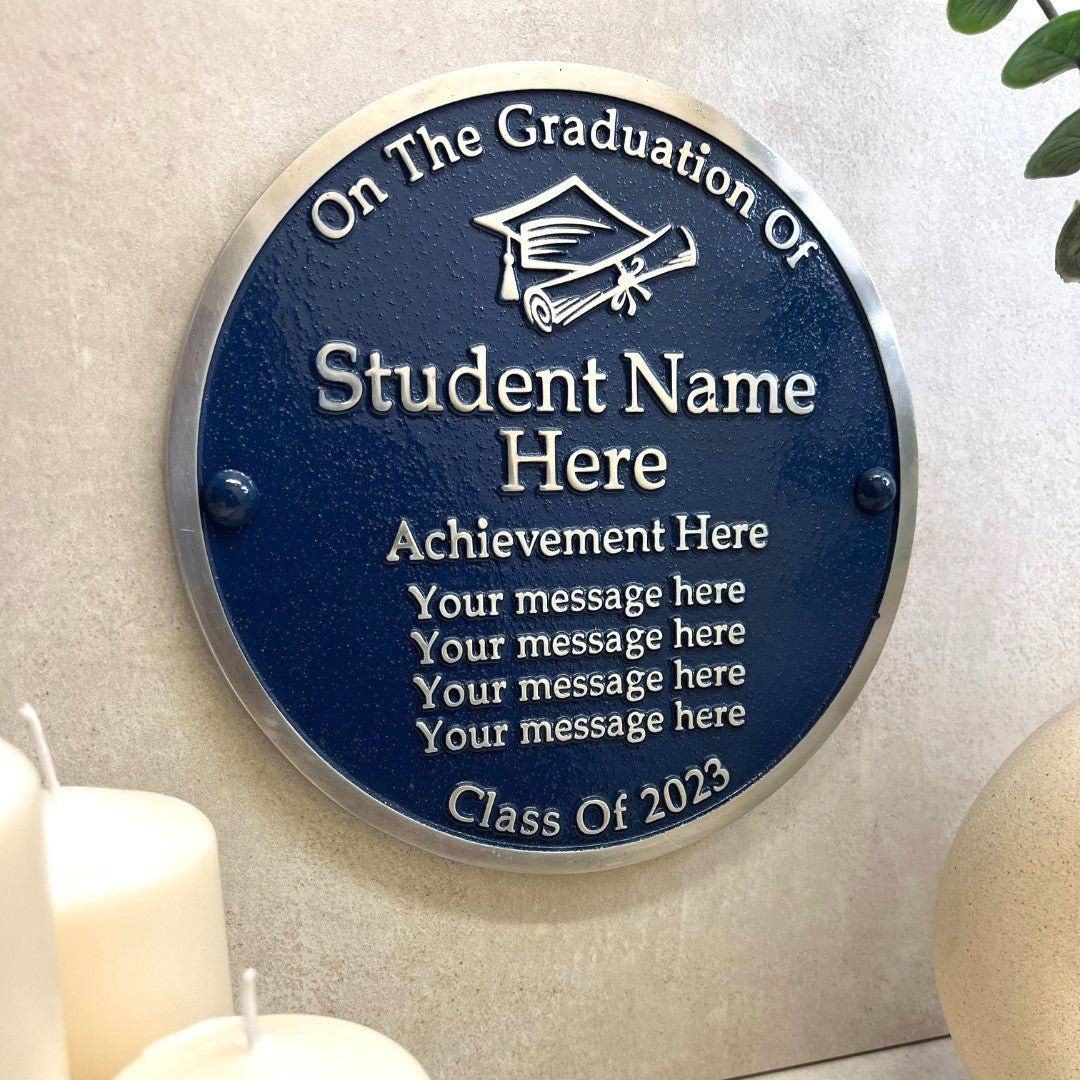 On The Graduation Of
Student Name
Here
Achievement Here
Your message here
Your message here
Your message here
Your message here
Class Of 2023